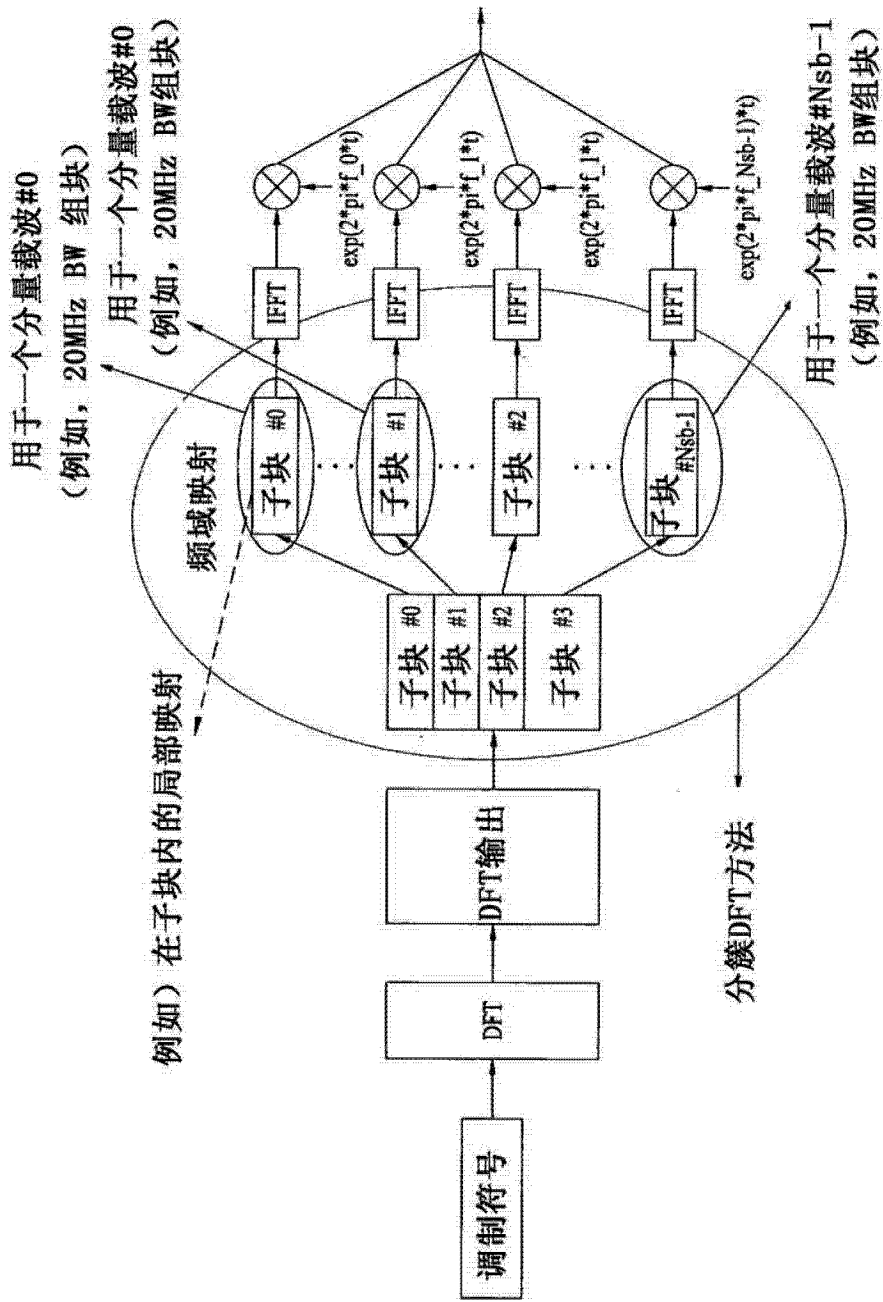 用于一个分量载波#0
(例如, 20MHz BW 组块)
用于一个分量载波#0
(例如, 20MHz BW组块)
例如) 在子块内的局部映射
频域映射
调制符号
DFT
DFT输出
子块 #0
子块 #1
子块 #2
子块 #3
子块 #0
子块 #1
子块 #2
子块 #Nsb-1
...
...
...
IFFT
IFFT
IFFT
IFFT
exp(2*pi*f_0*t)
exp(2*pi*f_1*t)
exp(2*pi*f_1*t)
exp(2*pi*f_Nsb-1)*t)
分簇DFT方法
用于一个分量载波#Nsb-1
(例如, 20MHz BW组块)